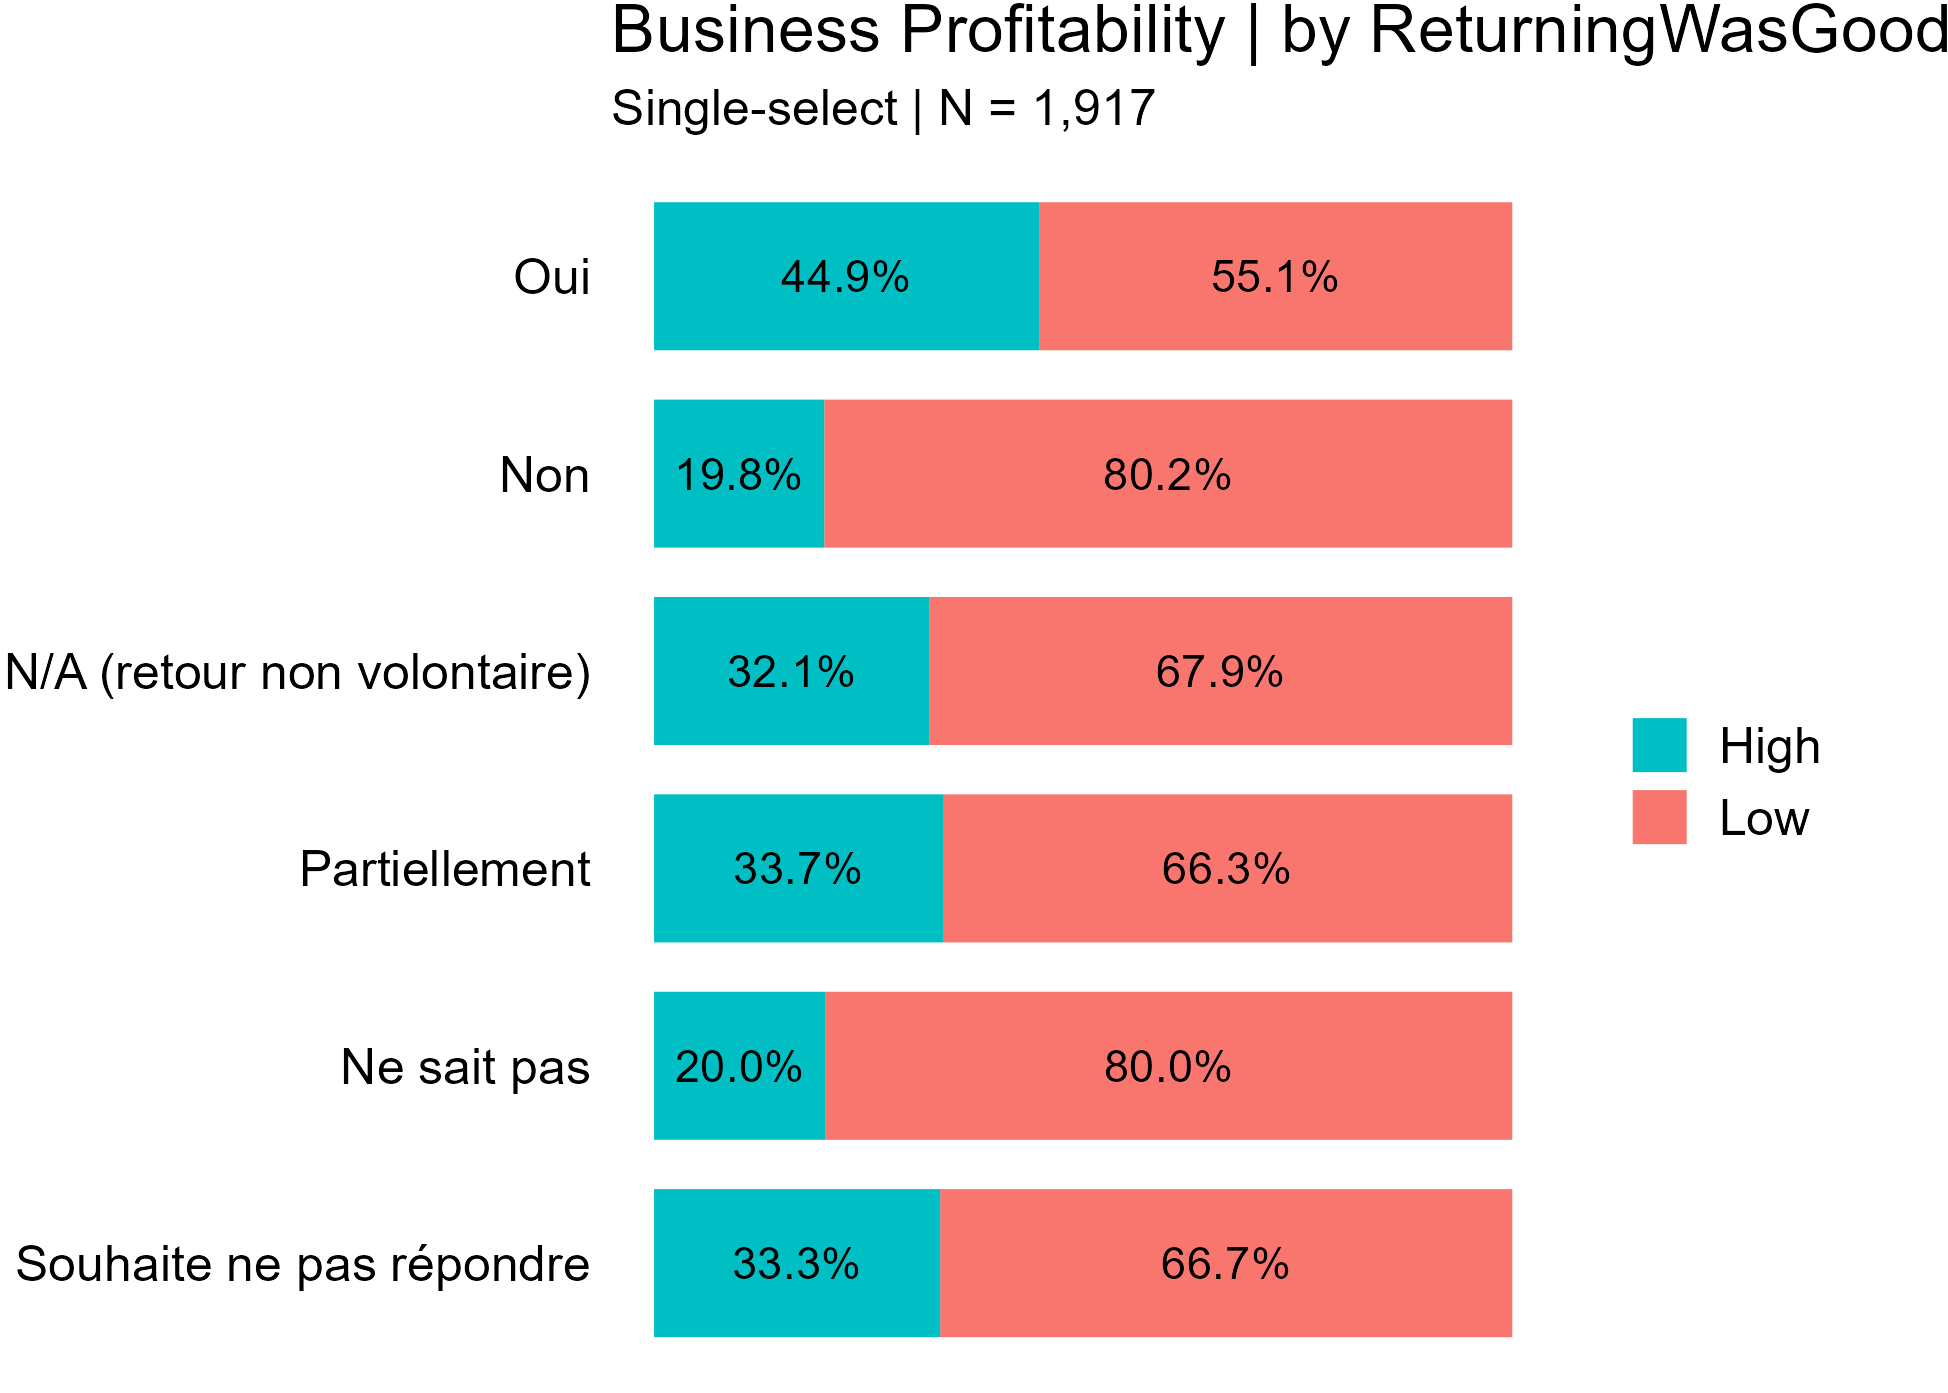 Business Profitability | by ReturningWasGood
Single-select | N = 1,917
Oui
44.9%
55.1%
Non
19.8%
80.2%
N/A (retour non volontaire)
32.1%
67.9%
High
Low
Partiellement
33.7%
66.3%
Ne sait pas
20.0%
80.0%
Souhaite ne pas répondre
33.3%
66.7%